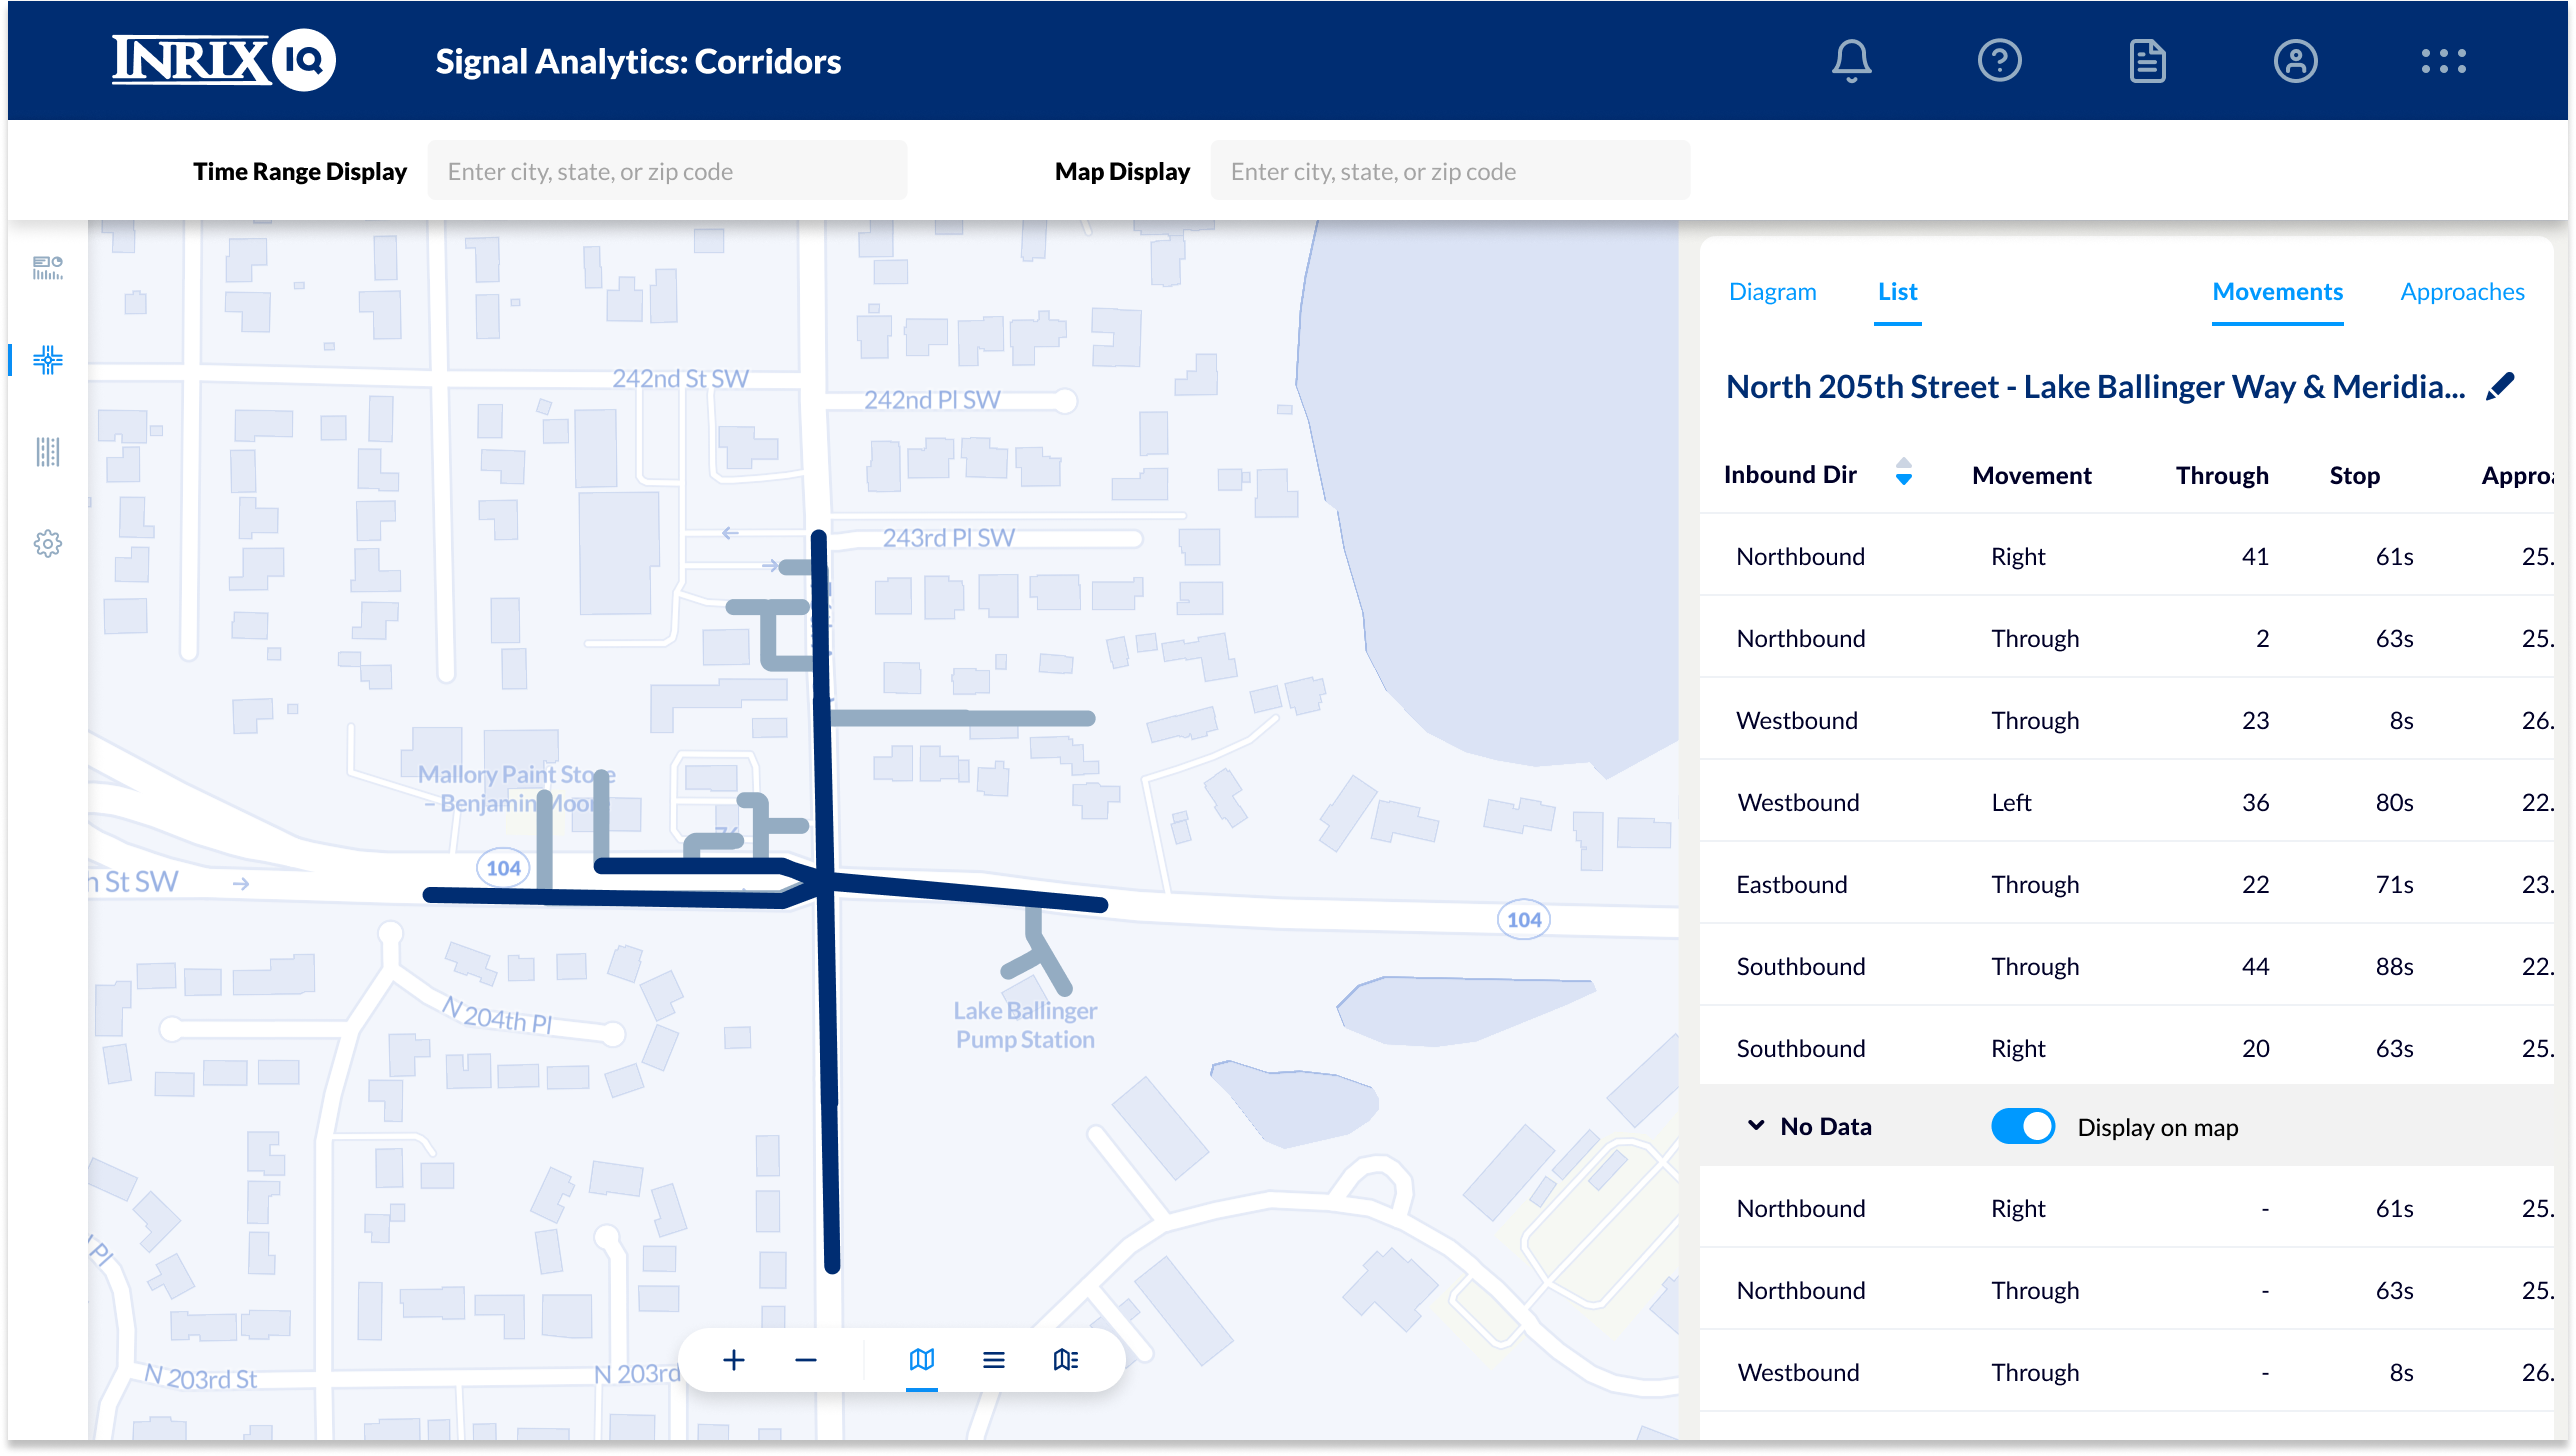 INRIX IQ
Signal Analytics: Corridors
Time Range Display
Enter city, state, or zip code
Map Display
Enter city, state, or zip code
242nd St SW
242nd Pl SW
243rd Pl SW
Mallory Paint Store
– Benjamin Moor
76
104
St SW
104
N 204th Pl
Lake Ballinger
Pump Station
Pl
N 203rd St
N 203rd
Diagram
List
Movements
Approaches
North 205th Street - Lake Ballinger Way & Meridia...
Inbound Dir Movement Through Stop Appro
Northbound Right 41 61s 25.
Northbound Through 2 63s 25.
Westbound Through 23 8s 26.
Westbound Left 36 80s 22.
Eastbound Through 22 71s 23.
Southbound Through 44 88s 22.
Southbound Right 20 63s 25.
No Data Display on map
Northbound Right - 61s 25.
Northbound Through - 63s 25.
Westbound Through - 8s 26.